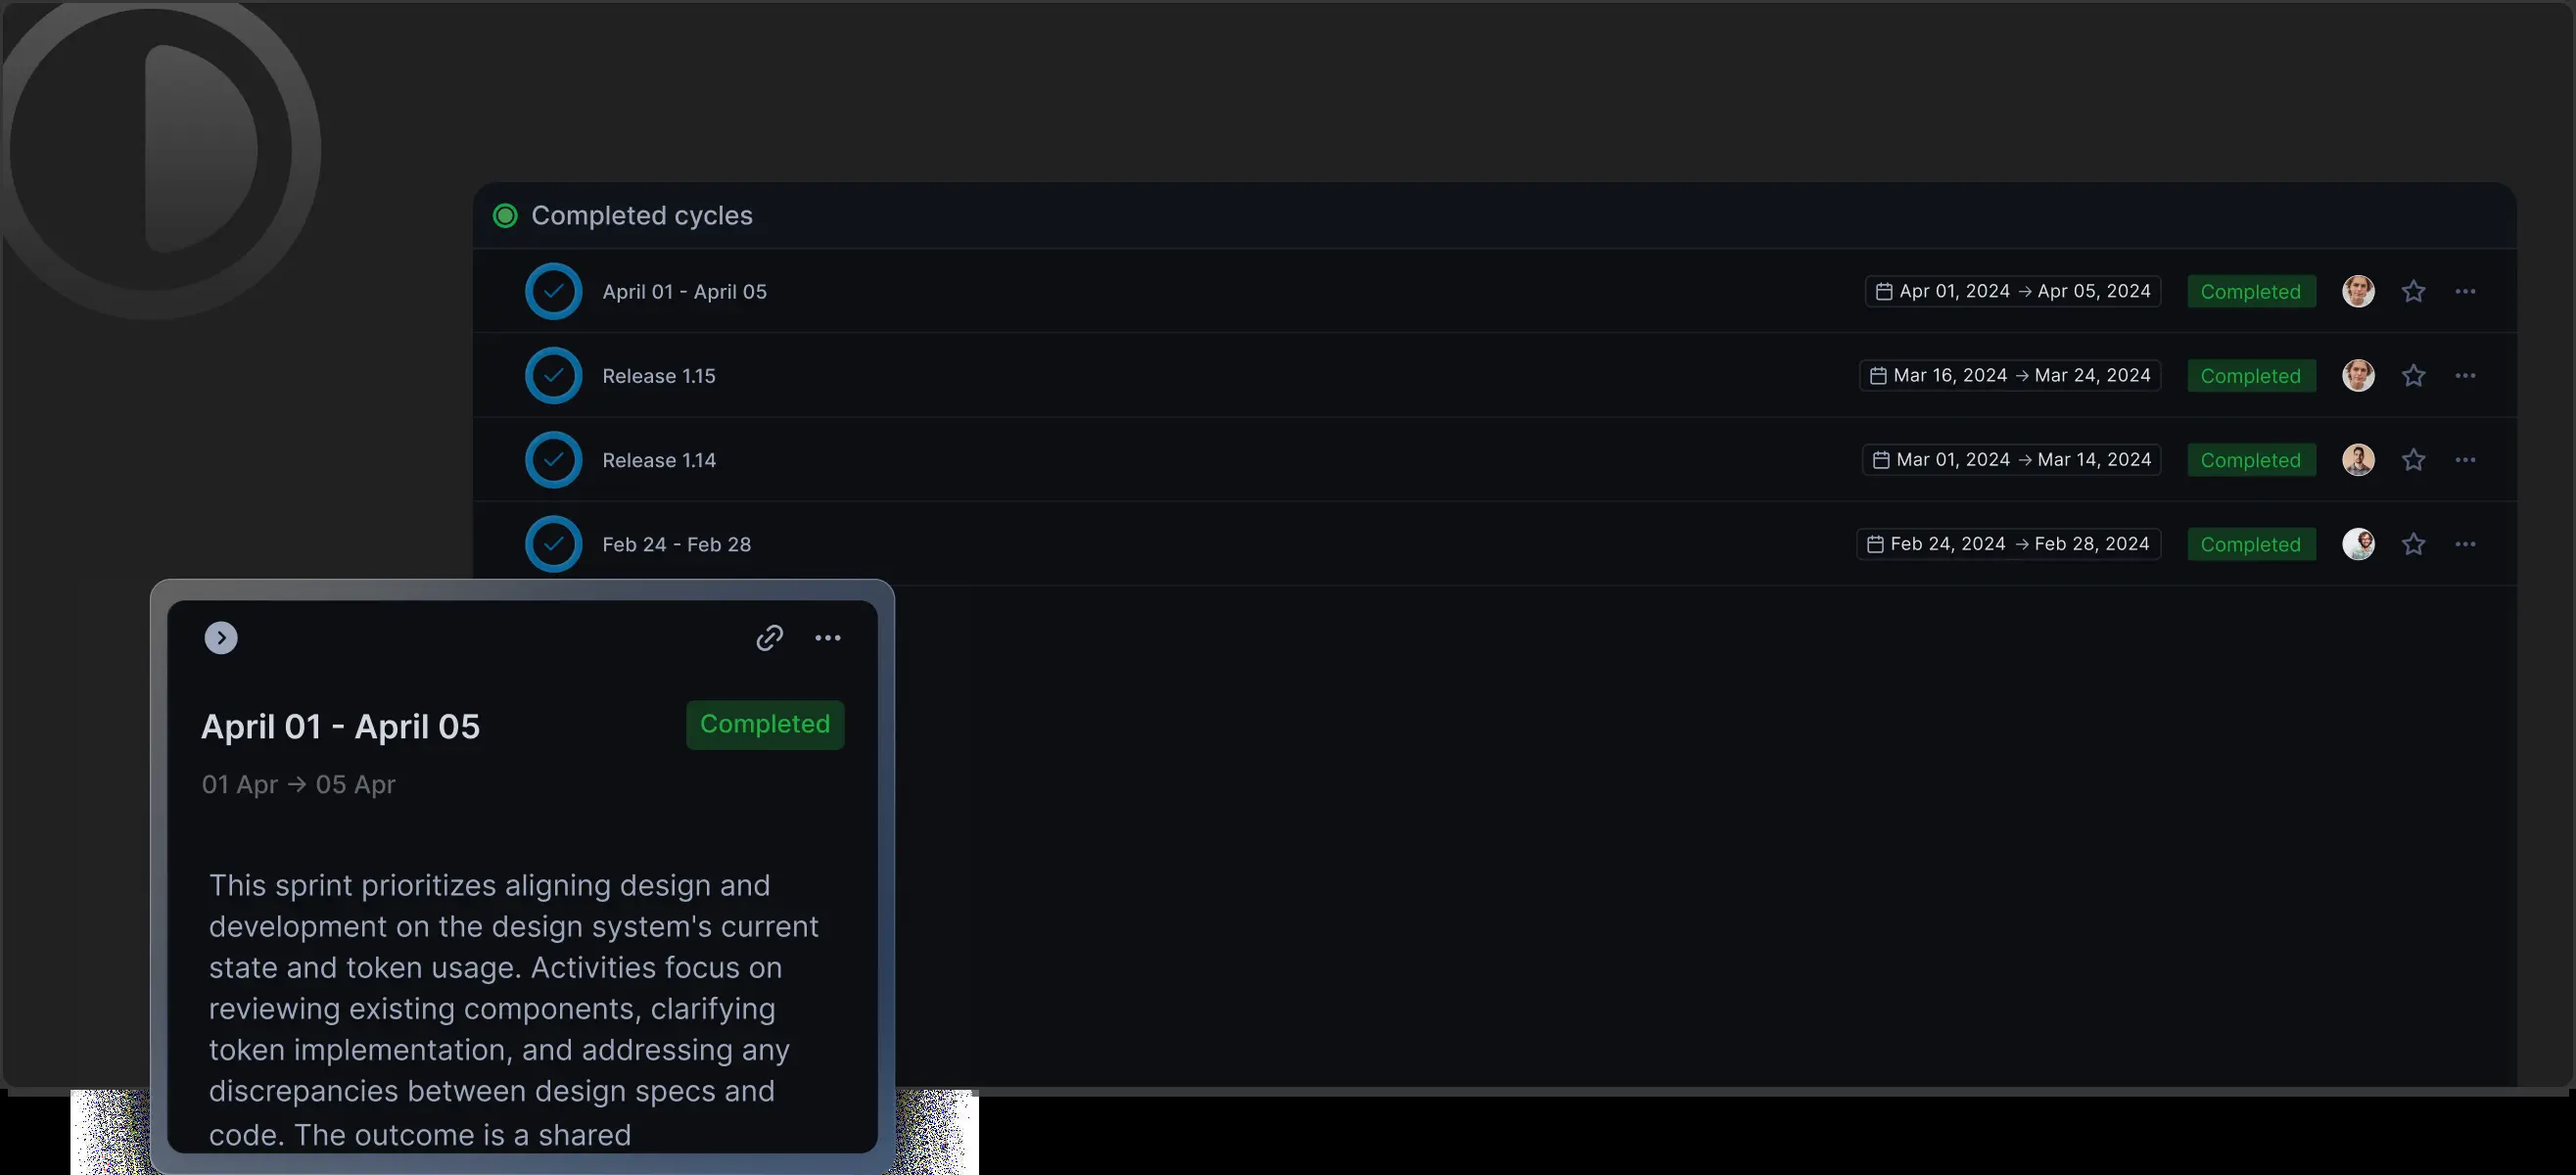 Completed cycles
April 01 - April 05 Apr 01, 2024 → Apr 05, 2024 Completed
Release 1.15 Mar 16, 2024 → Mar 24, 2024 Completed
Release 1.14 Mar 01, 2024 → Mar 14, 2024 Completed
Feb 24 - Feb 28 Feb 24, 2024 → Feb 28, 2024 Completed
April 01 - April 05 Completed
01 Apr → 05 Apr
This sprint prioritizes aligning design and
development on the design system's current
state and token usage. Activities focus on
reviewing existing components, clarifying
token implementation, and addressing any
discrepancies between design specs and
code. The outcome is a shared